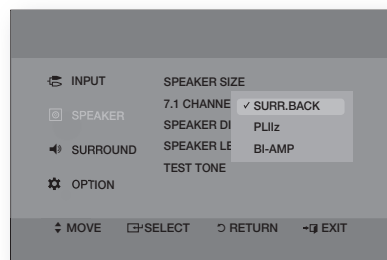 INPUT
SPEAKER
SURROUND
OPTION
SPEAKER SIZE
7.1 CHANNE
SPEAKER DI
SPEAKER LE
TEST TONE
✓ SURR.BACK
PLIIz
BI-AMP
MOVE SELECT RETURN EXIT